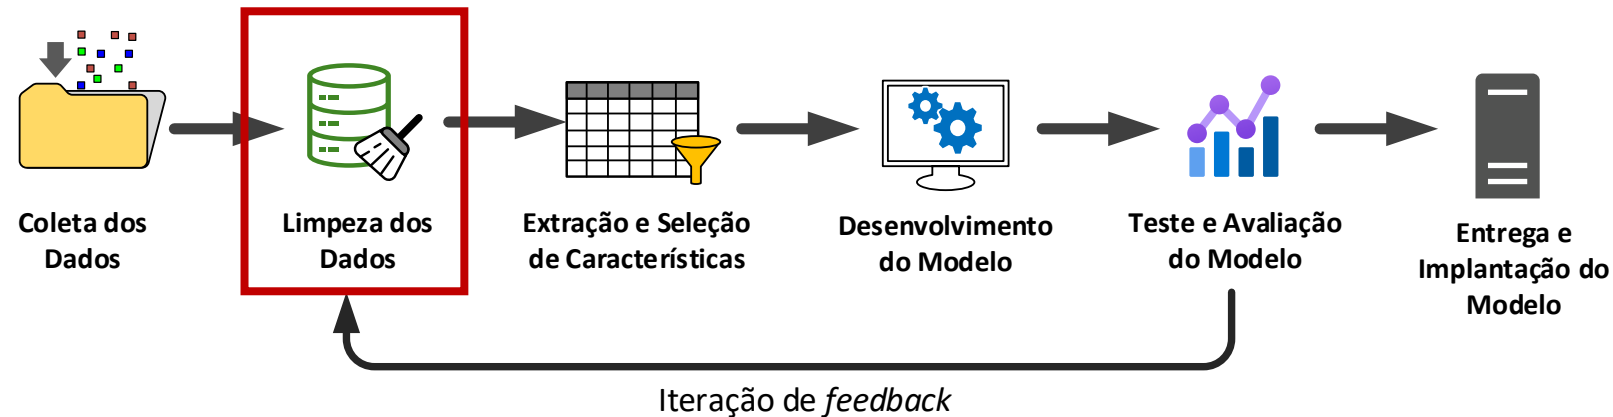 Coleta dos
Dados
Limpeza dos
Dados
Extração e Seleção
de Características
Desenvolvimento
do Modelo
Teste e Avaliação
do Modelo
Entrega e
Implantação do
Modelo
Iteração de feedback